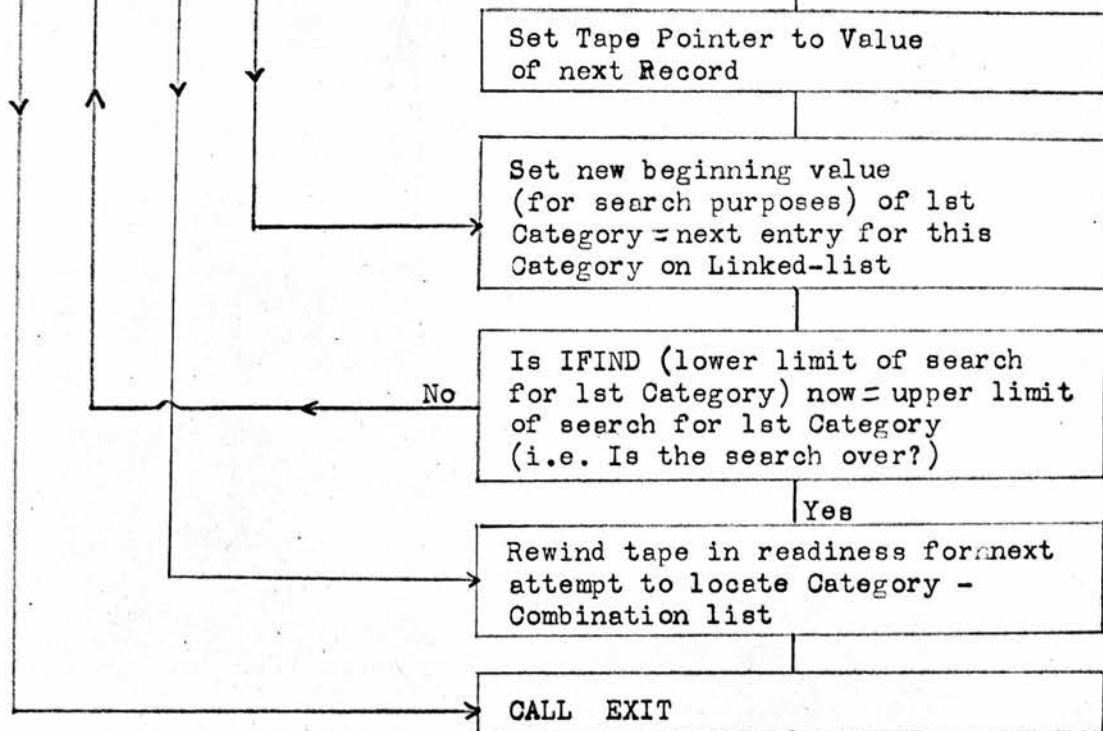 Set Tape Pointer to Value
of next Record
Set new beginning value
(for search purposes) of 1st
Category = next entry for this
Category on Linked-list
Is IFIND (lower limit of search
for 1st Category) now = upper limit
of search for 1st Category
(i.e. Is the search over?)
No
Yes
Rewind tape in readiness for next
attempt to locate Category -
Combination list
CALL EXIT